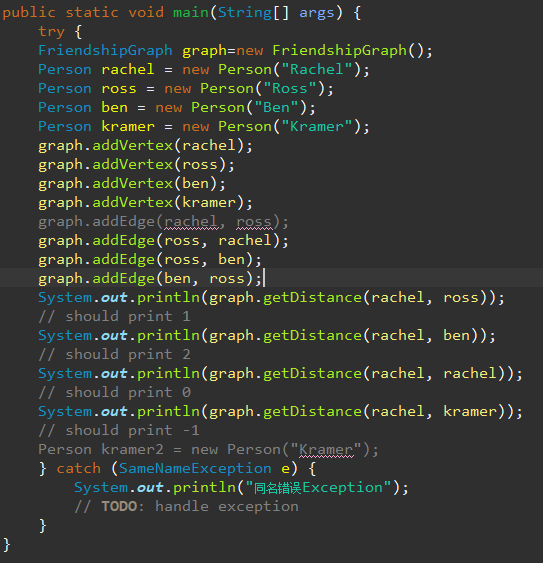 public static void main(String[] args) {
try {
FriendshipGraph graph=new FriendshipGraph();
Person rachel = new Person("Rachel");
Person ross = new Person("Ross");
Person ben = new Person("Ben");
Person kramer = new Person("Kramer");
graph.addVertex(rachel);
graph.addVertex(ross);
graph.addVertex(ben);
graph.addVertex(kramer);
graph.addEdge(rachel, ross);
graph.addEdge(ross, rachel);
graph.addEdge(ross, ben);
graph.addEdge(ben, ross);
System.out.println(graph.getDistance(rachel, ross));
// should print 1
System.out.println(graph.getDistance(rachel, ben));
// should print 2
System.out.println(graph.getDistance(rachel, rachel));
// should print 0
System.out.println(graph.getDistance(rachel, kramer));
// should print -1
Person kramer2 = new Person("Kramer");
} catch (SameNameException e) {
System.out.println("同名错误Exception");
// TODO: handle exception
}
}